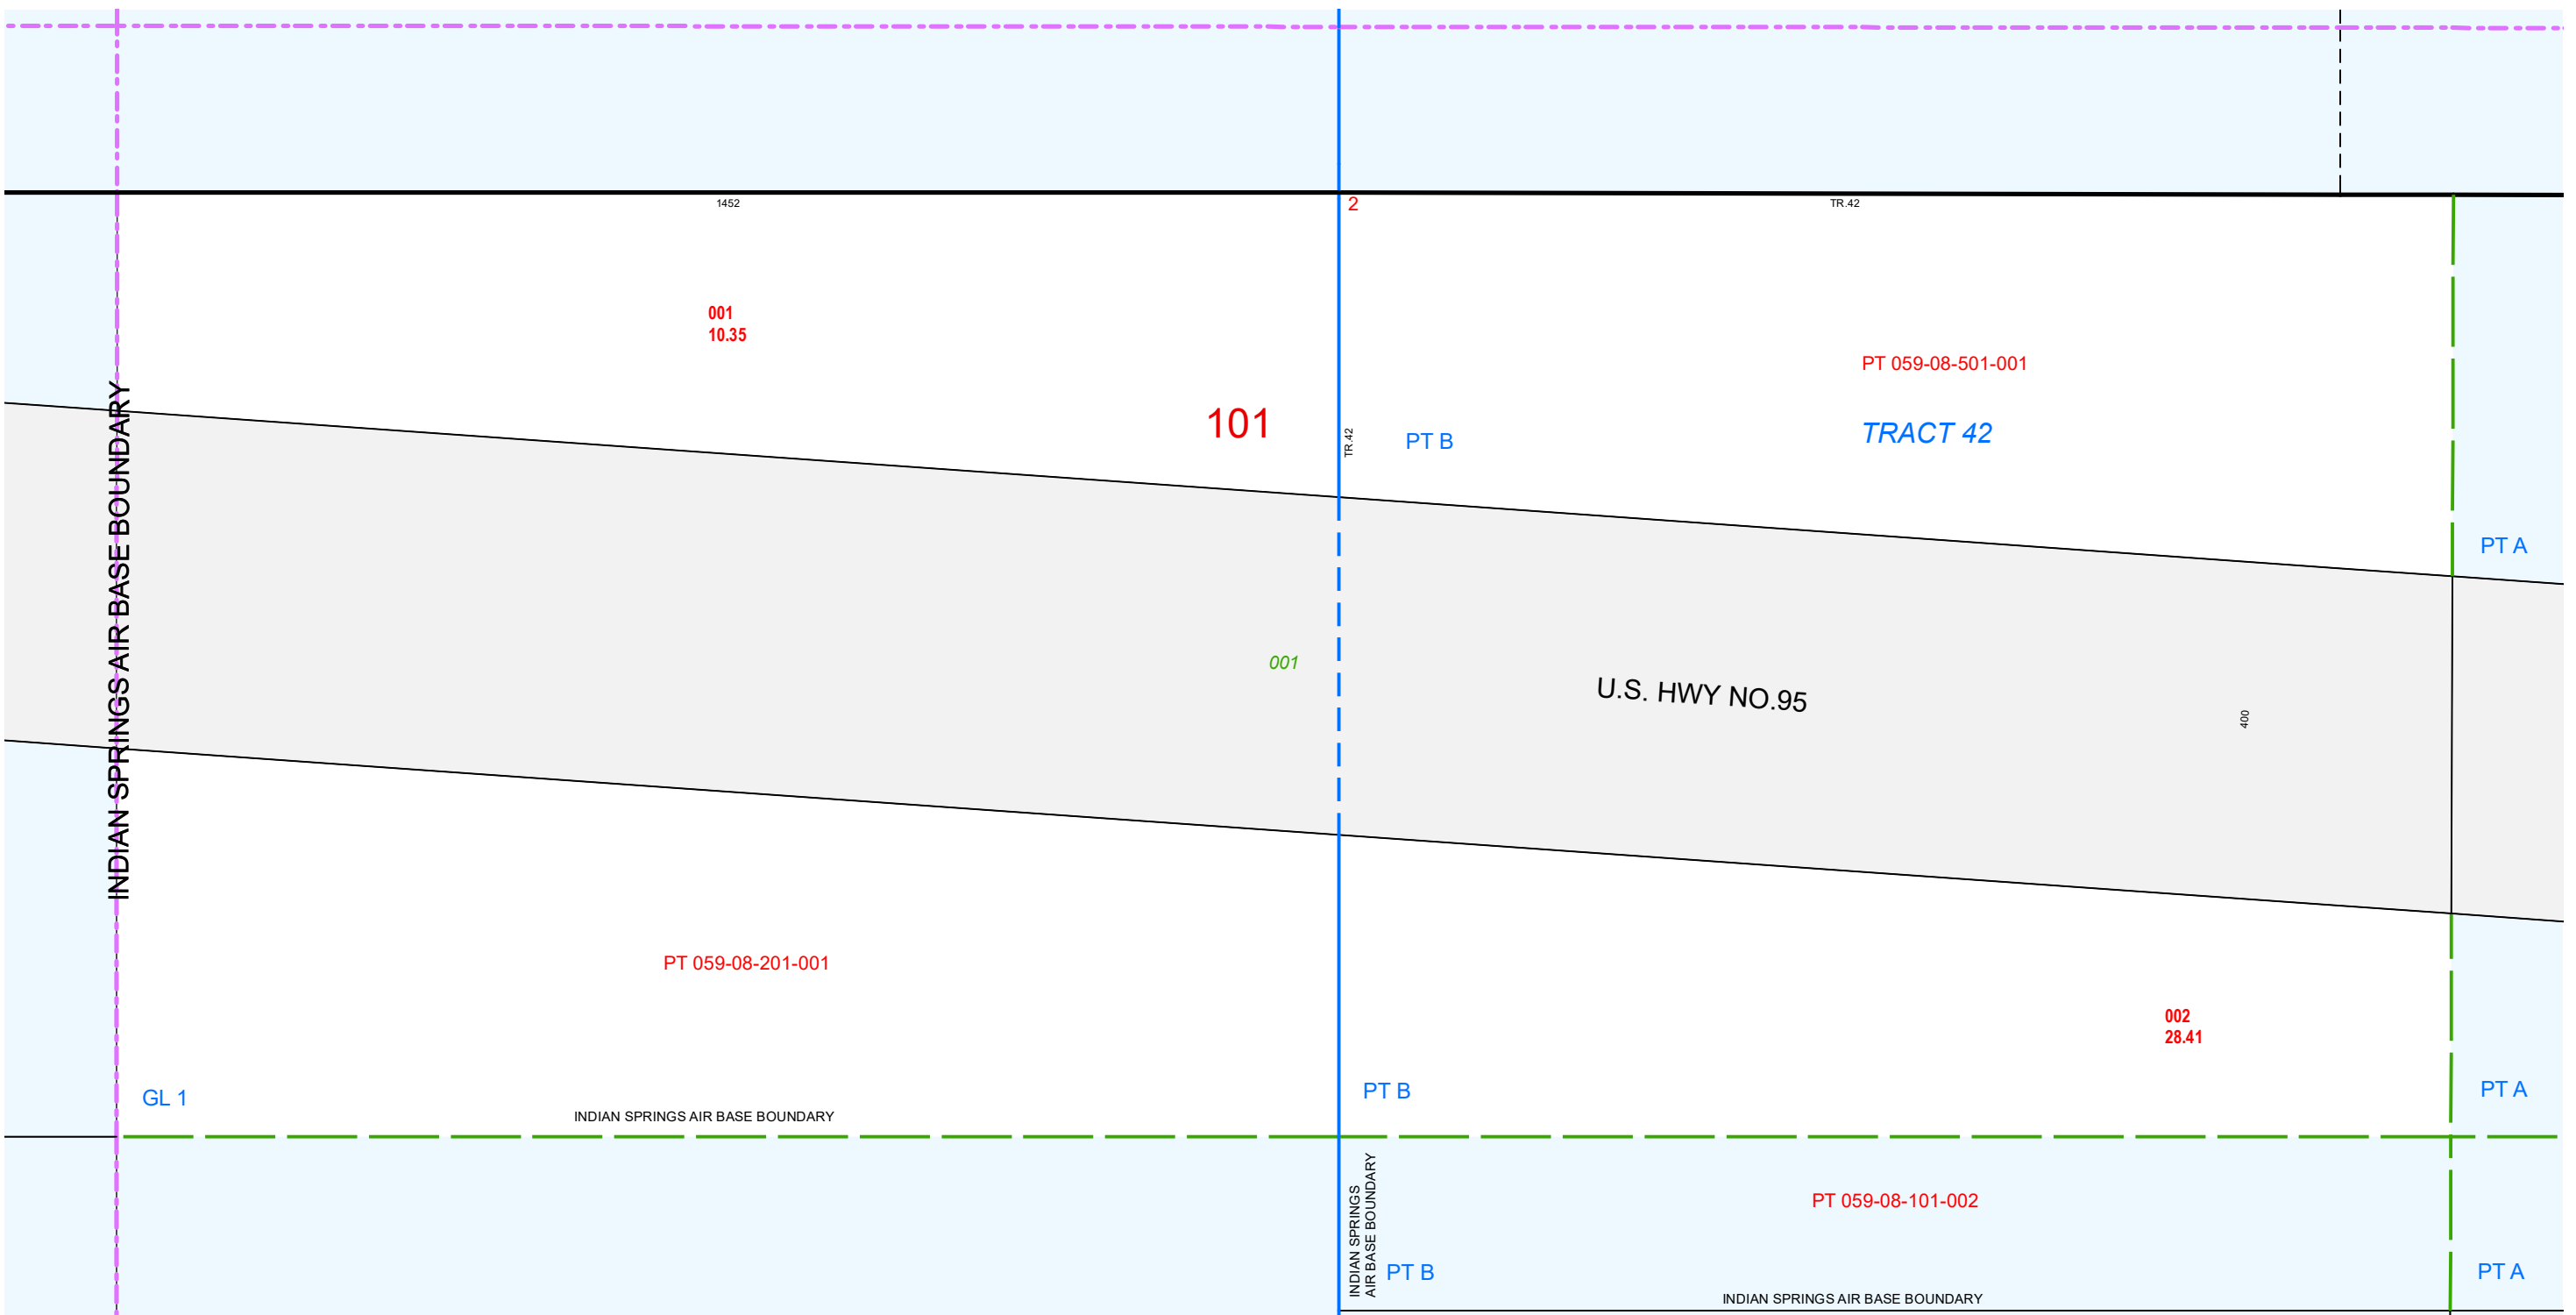 1452
2
TR.42
001
10.35
PT 059-08-501-001
101
TR.42
PT B
TRACT 42
INDIAN SPRINGS AIR BASE BOUNDARY
PT A
001
U.S. HWY NO.95
400
PT 059-08-201-001
002
28.41
GL 1
PT B
PT A
INDIAN SPRINGS AIR BASE BOUNDARY
INDIAN SPRINGS
AIR BASE BOUNDARY
PT 059-08-101-002
PT B
PT A
INDIAN SPRINGS AIR BASE BOUNDARY